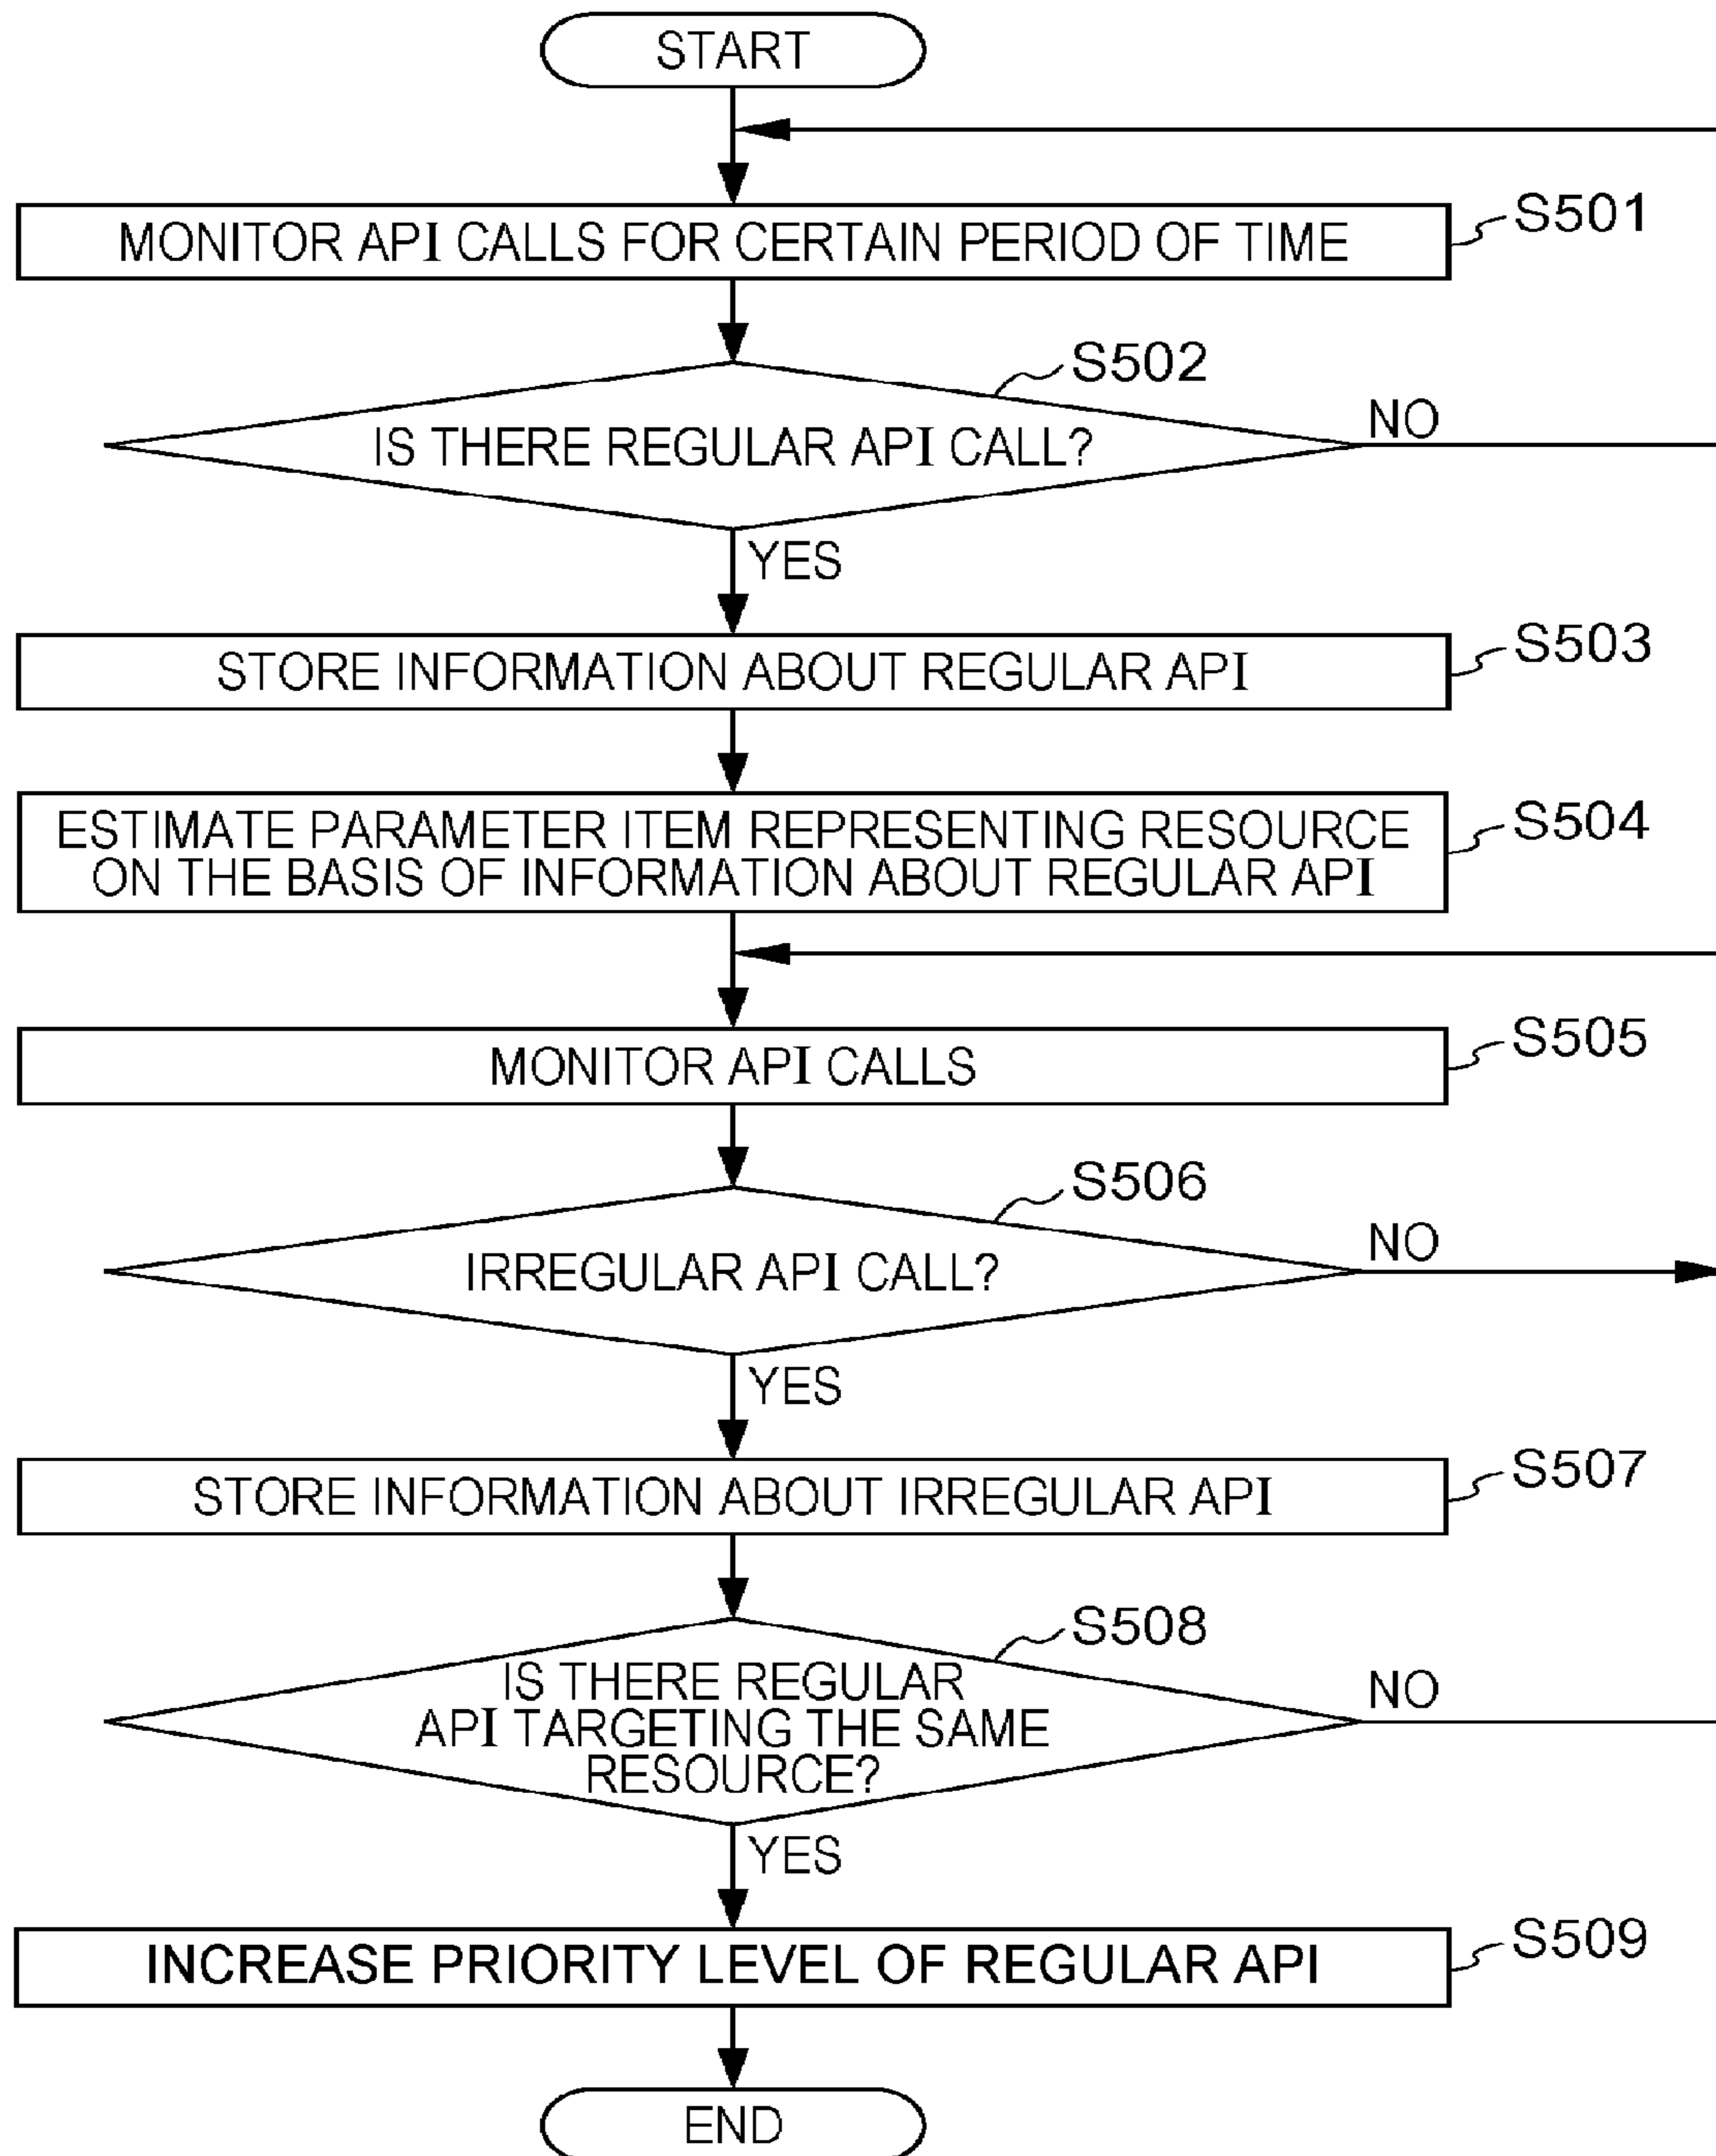 START
MONITOR API CALLS FOR CERTAIN PERIOD OF TIME
S501
S502
IS THERE REGULAR API CALL?
NO
YES
STORE INFORMATION ABOUT REGULAR API
S503
ESTIMATE PARAMETER ITEM REPRESENTING RESOURCE
ON THE BASIS OF INFORMATION ABOUT REGULAR API
S504
MONITOR API CALLS
S505
S506
IRREGULAR API CALL?
NO
YES
STORE INFORMATION ABOUT IRREGULAR API
S507
S508
IS THERE REGULAR
API TARGETING THE SAME
RESOURCE?
NO
YES
INCREASE PRIORITY LEVEL OF REGULAR API
S509
END